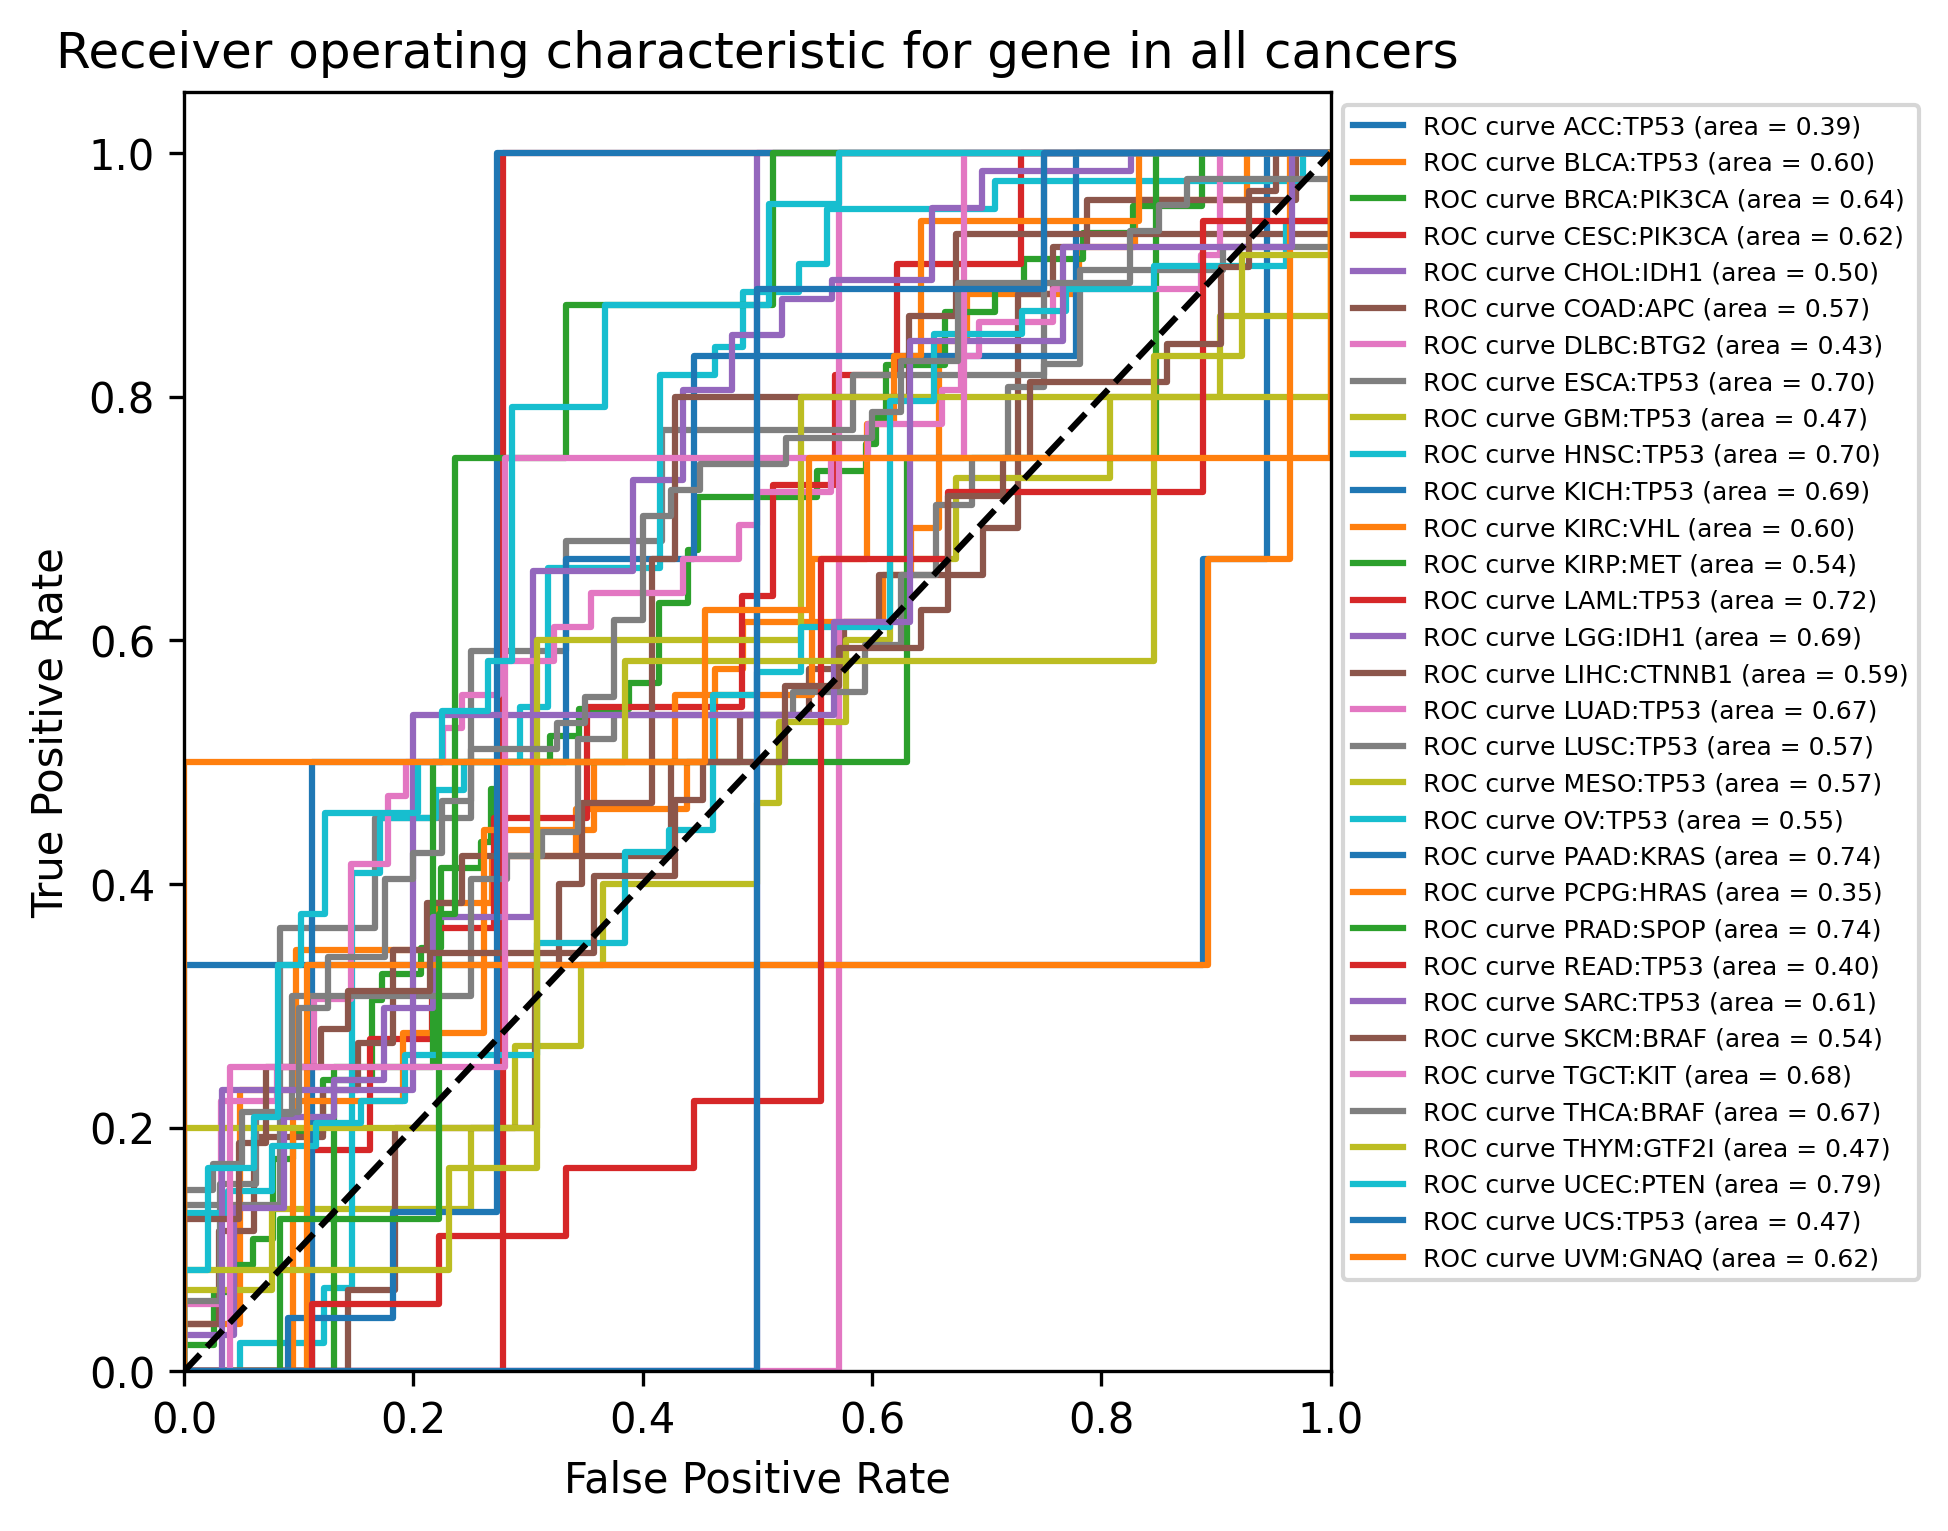 Receiver operating characteristic for gene in all cancers
True Positive Rate
1.0
0.8
0.6
0.4
0.2
0.0
0.0 0.2 0.4 0.6 0.8 1.0
False Positive Rate
ROC curve ACC:TP53 (area = 0.39)
ROC curve BLCA:TP53 (area = 0.60)
ROC curve BRCA:PIK3CA (area = 0.64)
ROC curve CESC:PIK3CA (area = 0.62)
ROC curve CHOL:IDH1 (area = 0.50)
ROC curve COAD:APC (area = 0.57)
ROC curve DLBC:BTG2 (area = 0.43)
ROC curve ESCA:TP53 (area = 0.70)
ROC curve GBM:TP53 (area = 0.47)
ROC curve HNSC:TP53 (area = 0.70)
ROC curve KICH:TP53 (area = 0.69)
ROC curve KIRC:VHL (area = 0.60)
ROC curve KIRP:MET (area = 0.54)
ROC curve LAML:TP53 (area = 0.72)
ROC curve LGG:IDH1 (area = 0.69)
ROC curve LIHC:CTNNB1 (area = 0.59)
ROC curve LUAD:TP53 (area = 0.67)
ROC curve LUSC:TP53 (area = 0.57)
ROC curve MESO:TP53 (area = 0.57)
ROC curve OV:TP53 (area = 0.55)
ROC curve PAAD:KRAS (area = 0.74)
ROC curve PCPG:HRAS (area = 0.35)
ROC curve PRAD:SPOP (area = 0.74)
ROC curve READ:TP53 (area = 0.40)
ROC curve SARC:TP53 (area = 0.61)
ROC curve SKCM:BRAF (area = 0.54)
ROC curve TGCT:KIT (area = 0.68)
ROC curve THCA:BRAF (area = 0.67)
ROC curve THYM:GTF2I (area = 0.47)
ROC curve UCEC:PTEN (area = 0.79)
ROC curve UCS:TP53 (area = 0.47)
ROC curve UVM:GNAQ (area = 0.62)